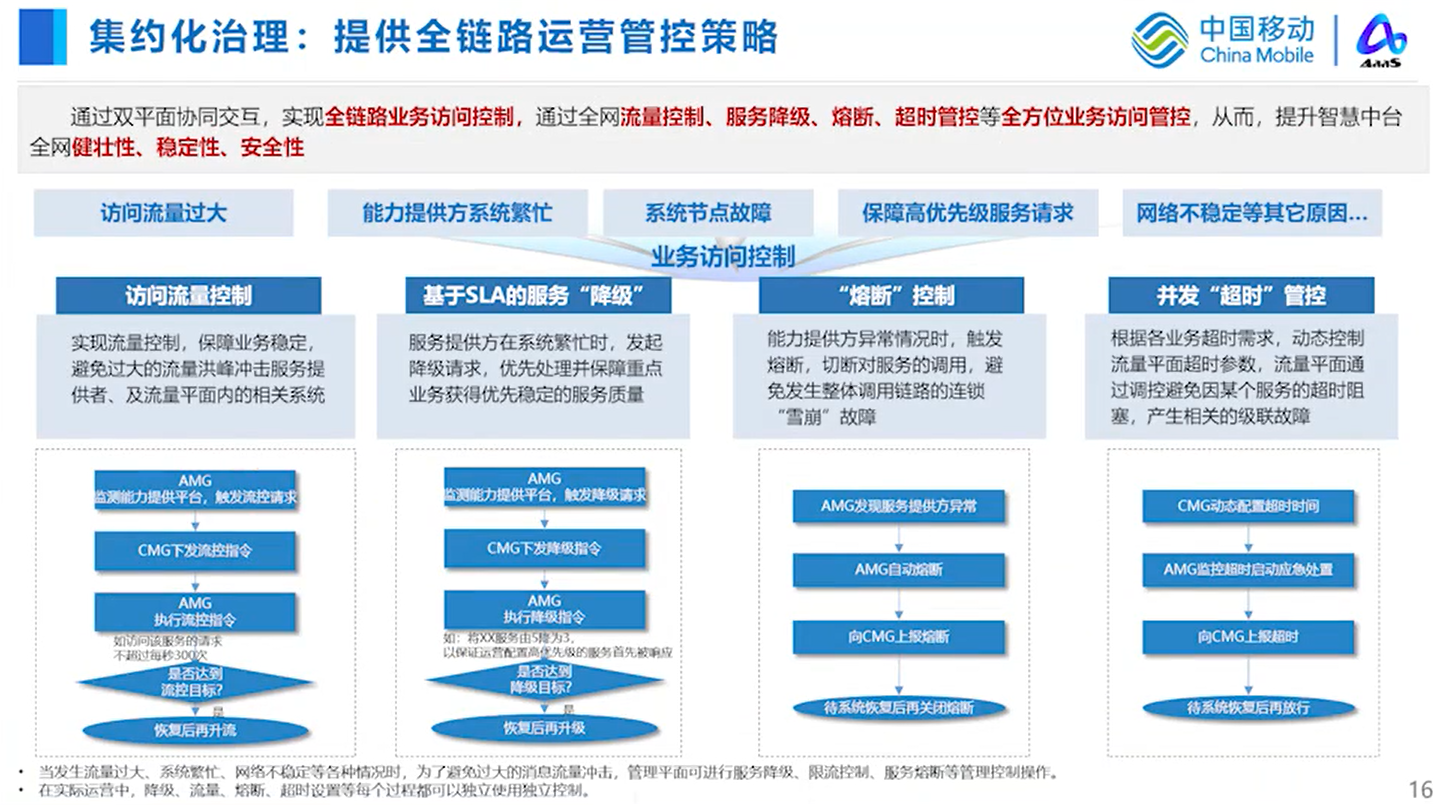 集约化治理：提供全链路运营管控策略
中国移动
China Mobile
AaaS
通过双平面协同交互，实现全链路业务访问控制，通过全网流量控制、服务降级、熔断、超时管控等全方位业务访问管控，从而，提升智慧中台
全网健壮性、稳定性、安全性
访问流量过大
能力提供方系统繁忙
系统节点故障
保障高优先级服务请求
网络不稳定等其它原因...
业务访问控制
访问流量控制
实现流量控制，保障业务稳定，
避免过大的流量洪峰冲击服务提
供者、及流量平面内的相关系统
AMG
监测能力提供平台，触发流控请求
CMG下发流控指令
AMG
执行流控指令
如访问该服务的请求
不超过每秒300次
是否达到
流控目标?
是
恢复后再升流
基于SLA的服务“降级”
服务提供方在系统繁忙时，发起
降级请求，优先处理并保障重点
业务获得优先稳定的服务质量
AMG
监测能力提供平台，触发降级请求
CMG下发降级指令
AMG
执行降级指令
如：将XX服务由5降为3，
以保证运营配置高优先级的服务首先被响应
是否达到
降级目标?
是
恢复后再升级
“熔断”控制
能力提供方异常情况时，触发
熔断，切断对服务的调用，避
免发生整体调用链路的连锁
“雪崩”故障
AMG发现服务提供方异常
AMG自动熔断
向CMG上报熔断
待系统恢复后再关闭熔断
并发“超时”管控
根据各业务超时需求，动态控制
流量平面超时参数，流量平面通
过调控避免因某个服务的超时阻
塞，产生相关的级联故障
CMG动态配置超时时间
AMG监控超时启动应急处置
向CMG上报超时
待系统恢复后再放行
• 当发生流量过大、系统繁忙、网络不稳定等各种情况时，为了避免过大的消息流量冲击，管理平面可进行服务降级、限流控制、服务熔断等管理控制操作。
• 在实际运营中，降级、流量、熔断、超时设置等每个过程都可以独立使用独立控制。
16